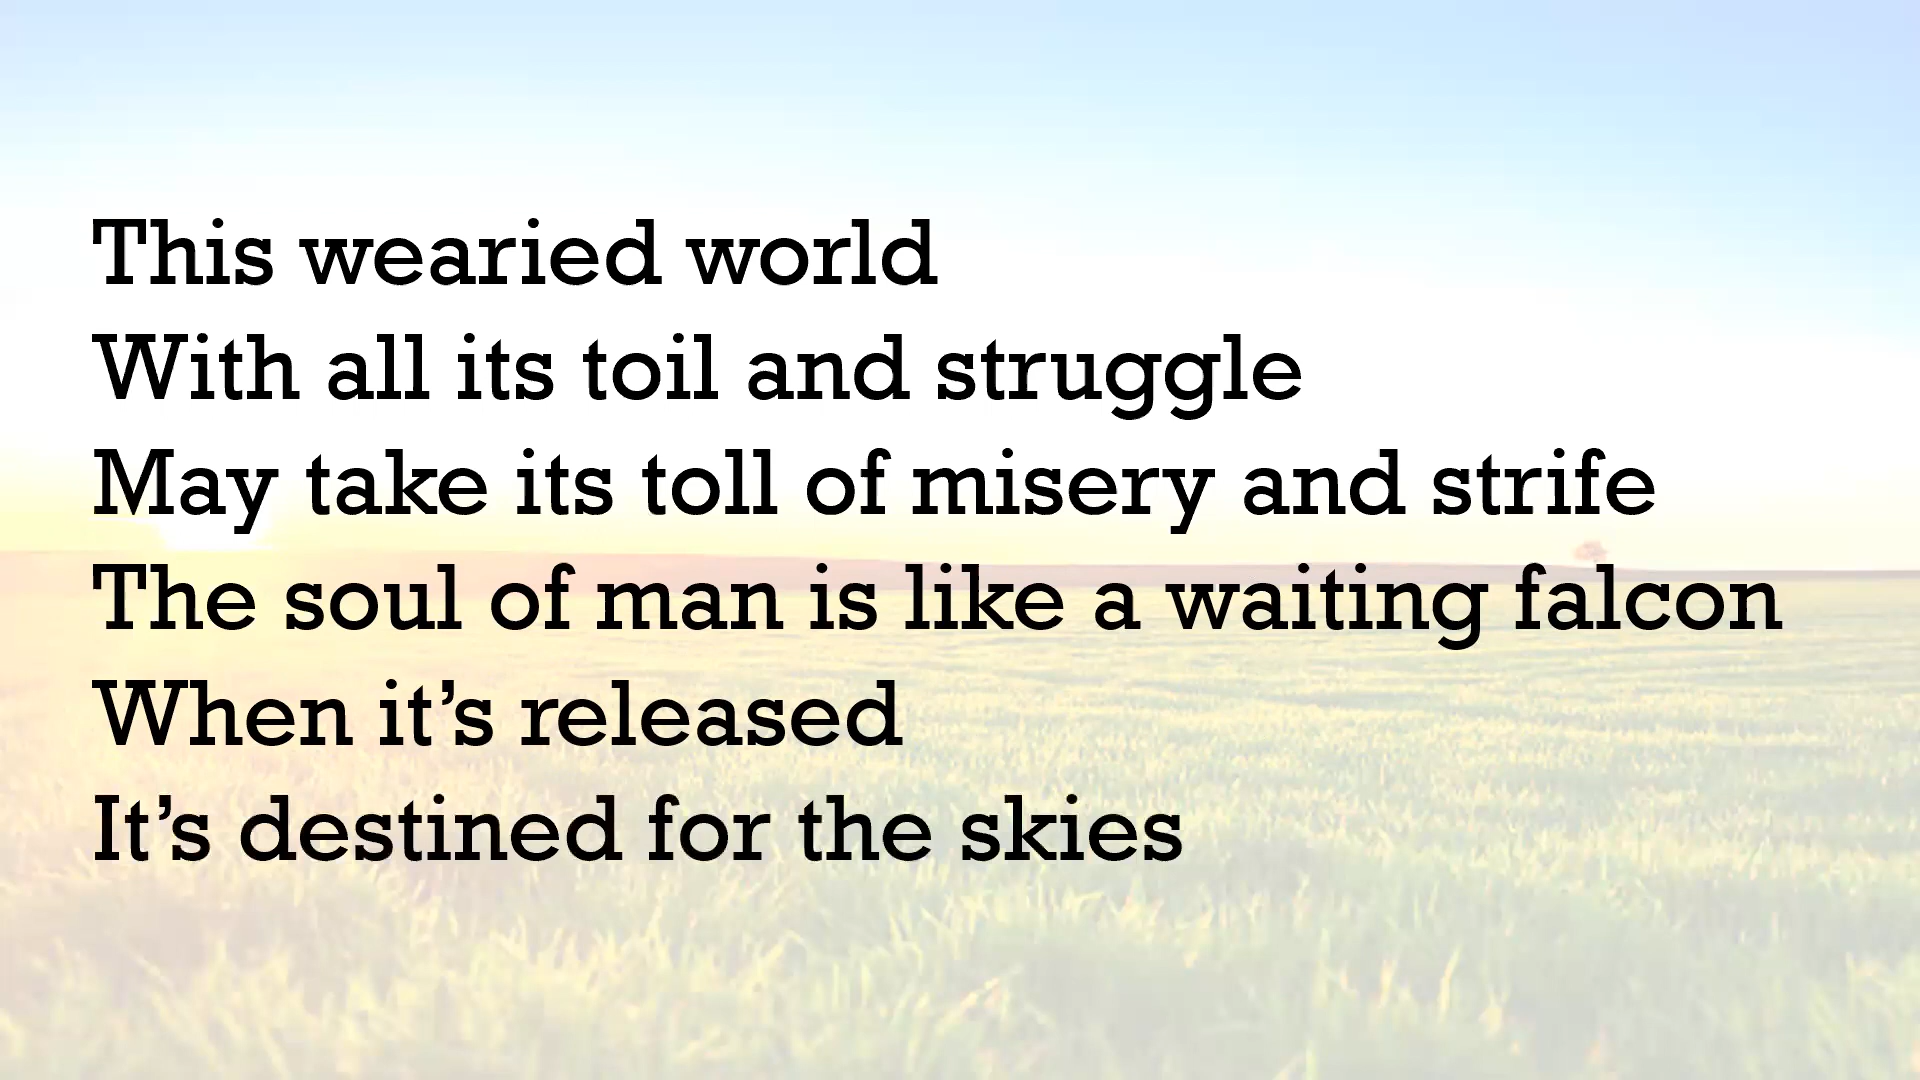 This wearied world
With all its toil and struggle
May take its toll of misery and strife
The soul of man is like a waiting falcon
When it’s released
It’s destined for the skies